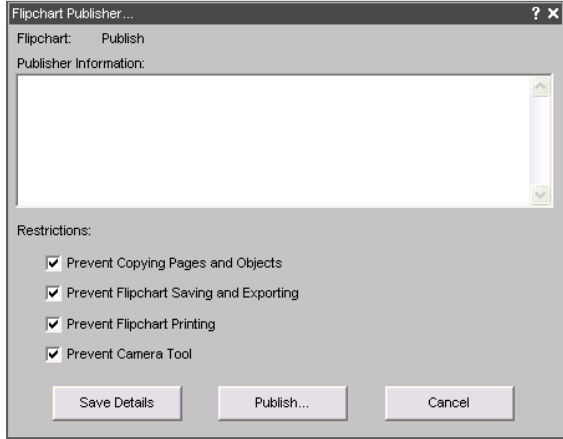 Flipchart Publisher... ? ×
Flipchart: Publish
Publisher Information:
Restrictions:
Prevent Copying Pages and Objects
Prevent Flipchart Saving and Exporting
Prevent Flipchart Printing
Prevent Camera Tool
Save Details Publish... Cancel